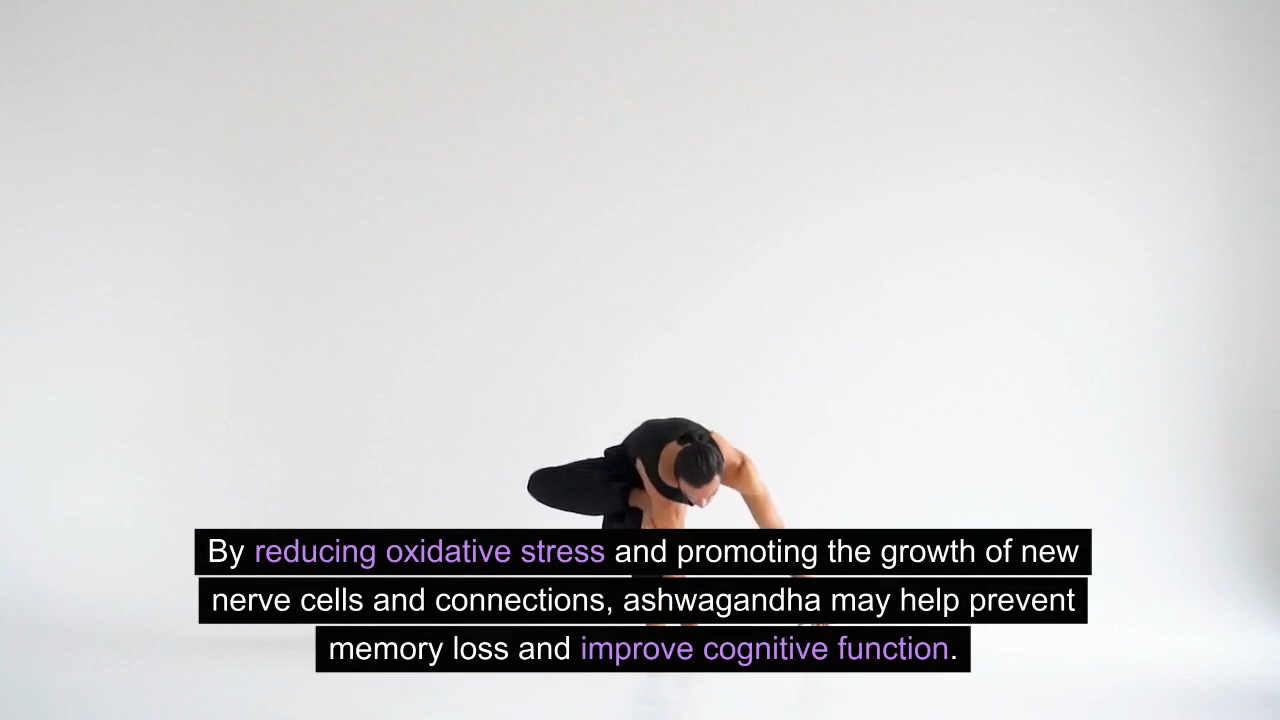 By reducing oxidative stress and promoting the growth of new
nerve cells and connections, ashwagandha may help prevent
memory loss and improve cognitive function.